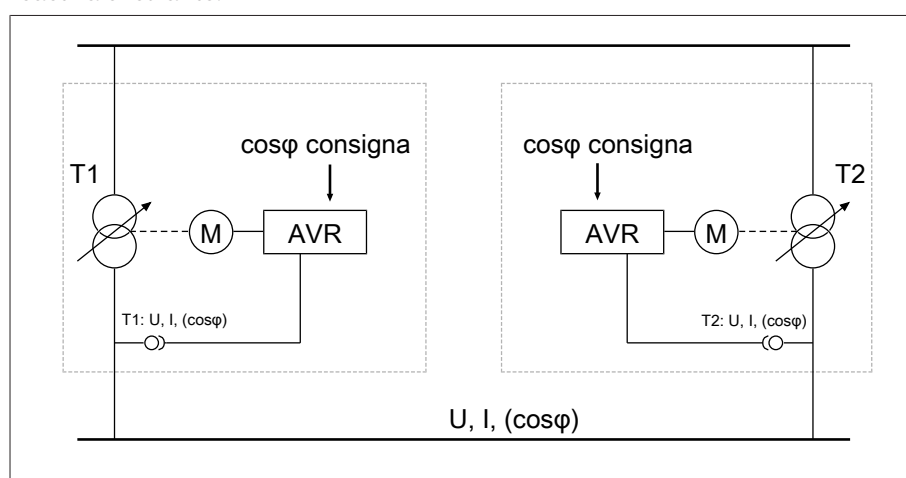 cosφ consigna
cosφ consigna
T1
T2
M
AVR
AVR
M
T1: U, I, (cosφ)
T2: U, I, (cosφ)
U, I, (cosφ)